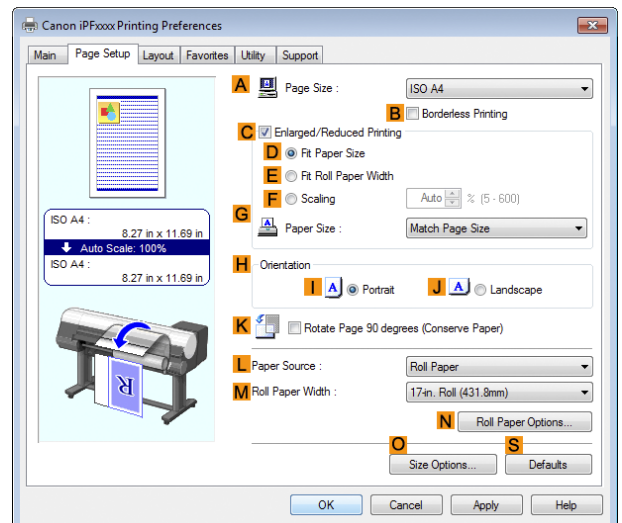 Canon iPFxxxx Printing Preferences
Main Page Setup Layout Favorites Utility Support
A Page Size : ISO A4
B Borderless Printing
C Enlarged/Reduced Printing
D Fit Paper Size
E Fit Roll Paper Width
F Scaling Auto % (5 - 600)
G Paper Size : Match Page Size
ISO A4 :
8.27 in x 11.69 in
Auto Scale: 100%
ISO A4 :
8.27 in x 11.69 in
H Orientation
I A Portrait J A Landscape
K Rotate Page 90 degrees (Conserve Paper)
R
L Paper Source : Roll Paper
M Roll Paper Width : 17-in. Roll (431.8mm)
N Roll Paper Options...
O Size Options... S Defaults
OK Cancel Apply Help